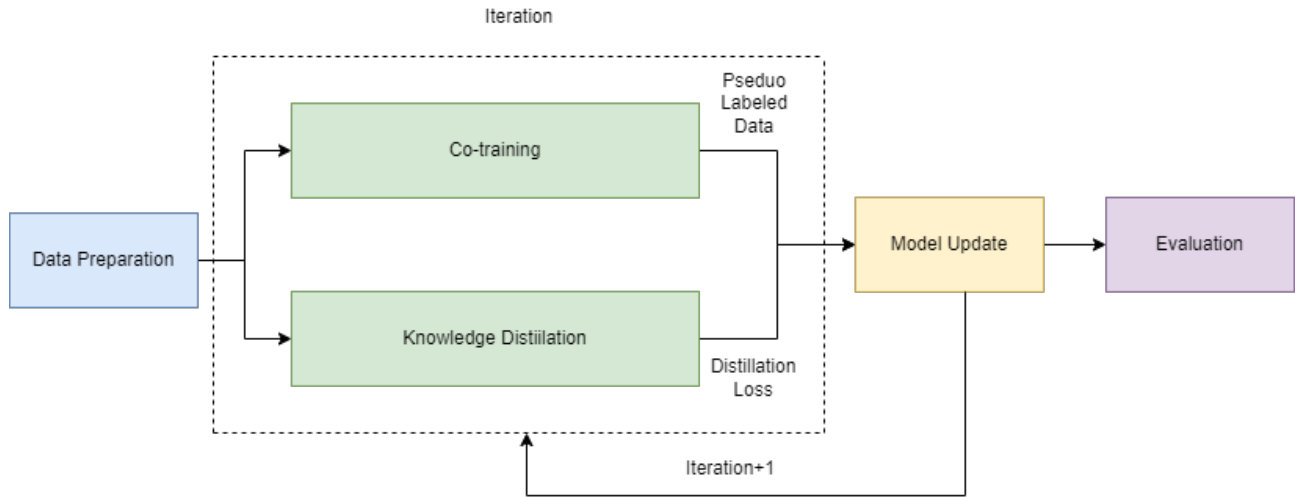 Iteration
Pseduo
Labeled
Data
Co-training
Data Preparation
Model Update
Evaluation
Knowledge Distiilation
Distillation
Loss
Iteration+1